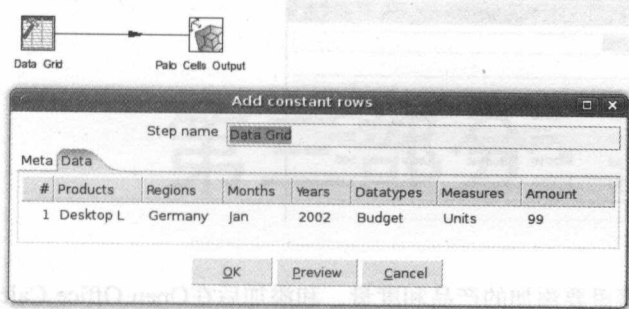 Data Grid
Palo Cells Output
Add constant rows
Step name Data Grid
Meta Data
# Products Regions Months Years Datatypes Measures Amount
1 Desktop L Germany Jan 2002 Budget Units 99
OK Preview Cancel